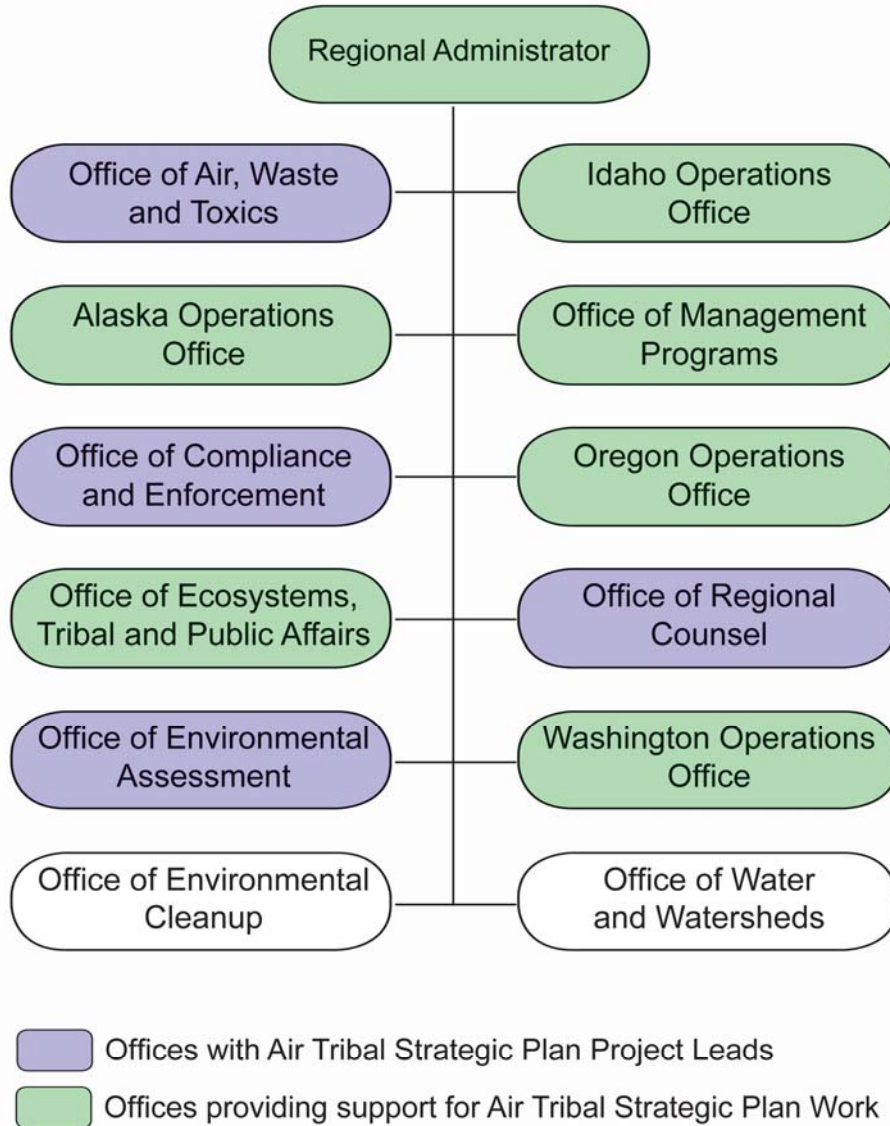 Regional Administrator
Office of Air, Waste
and Toxics
Idaho Operations
Office
Alaska Operations
Office
Office of Management
Programs
Office of Compliance
and Enforcement
Oregon Operations
Office
Office of Ecosystems,
Tribal and Public Affairs
Office of Regional
Counsel
Office of Environmental
Assessment
Washington Operations
Office
Office of Environmental
Cleanup
Office of Water
and Watersheds
Offices with Air Tribal Strategic Plan Project Leads
Offices providing support for Air Tribal Strategic Plan Work